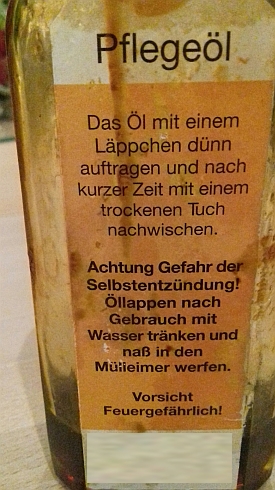 Pflegeöl
Das Öl mit einem
Läppchen dünn
auftragen und nach
kurzer Zeit mit einem
trockenen Tuch
nachwischen.
Achtung Gefahr der
Selbstentzündung!
Öllappen nach
Gebrauch mit
Wasser tränken und
naß in den
Mülleimer werfen.
Vorsicht
Feuergefährlich!